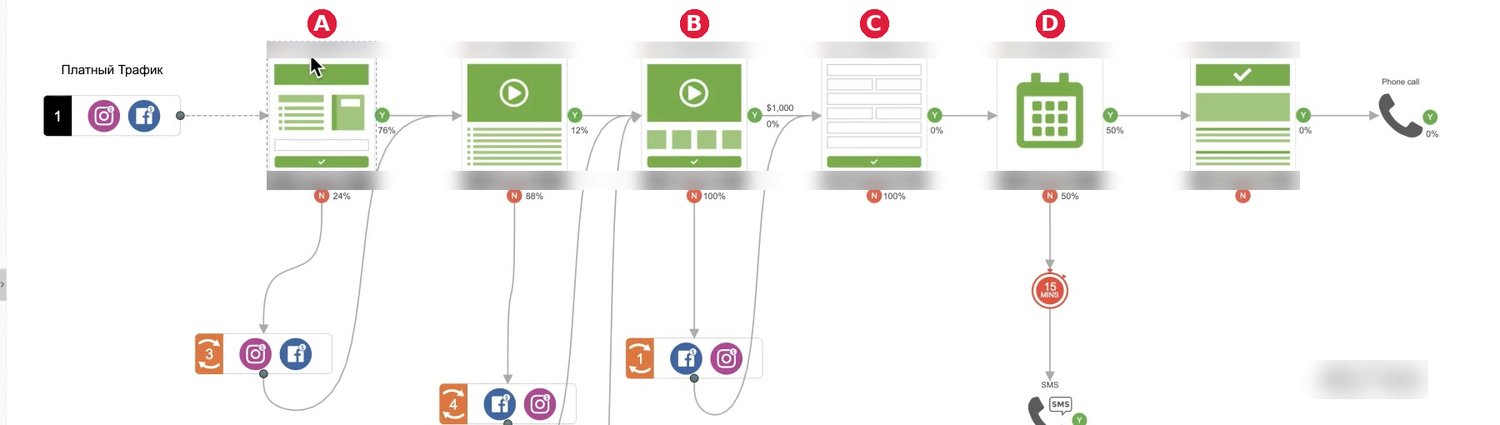 A
B
C
D
Платный Трафик
1
Y
76%
Y
12%
Y
$1,000
0%
Y
0%
Y
50%
Y
0%
Phone call
Y
0%
N 24%
N 88%
N 100%
N 100%
N 50%
N
15
MINS
3
1
4
SMS
SMS
Y